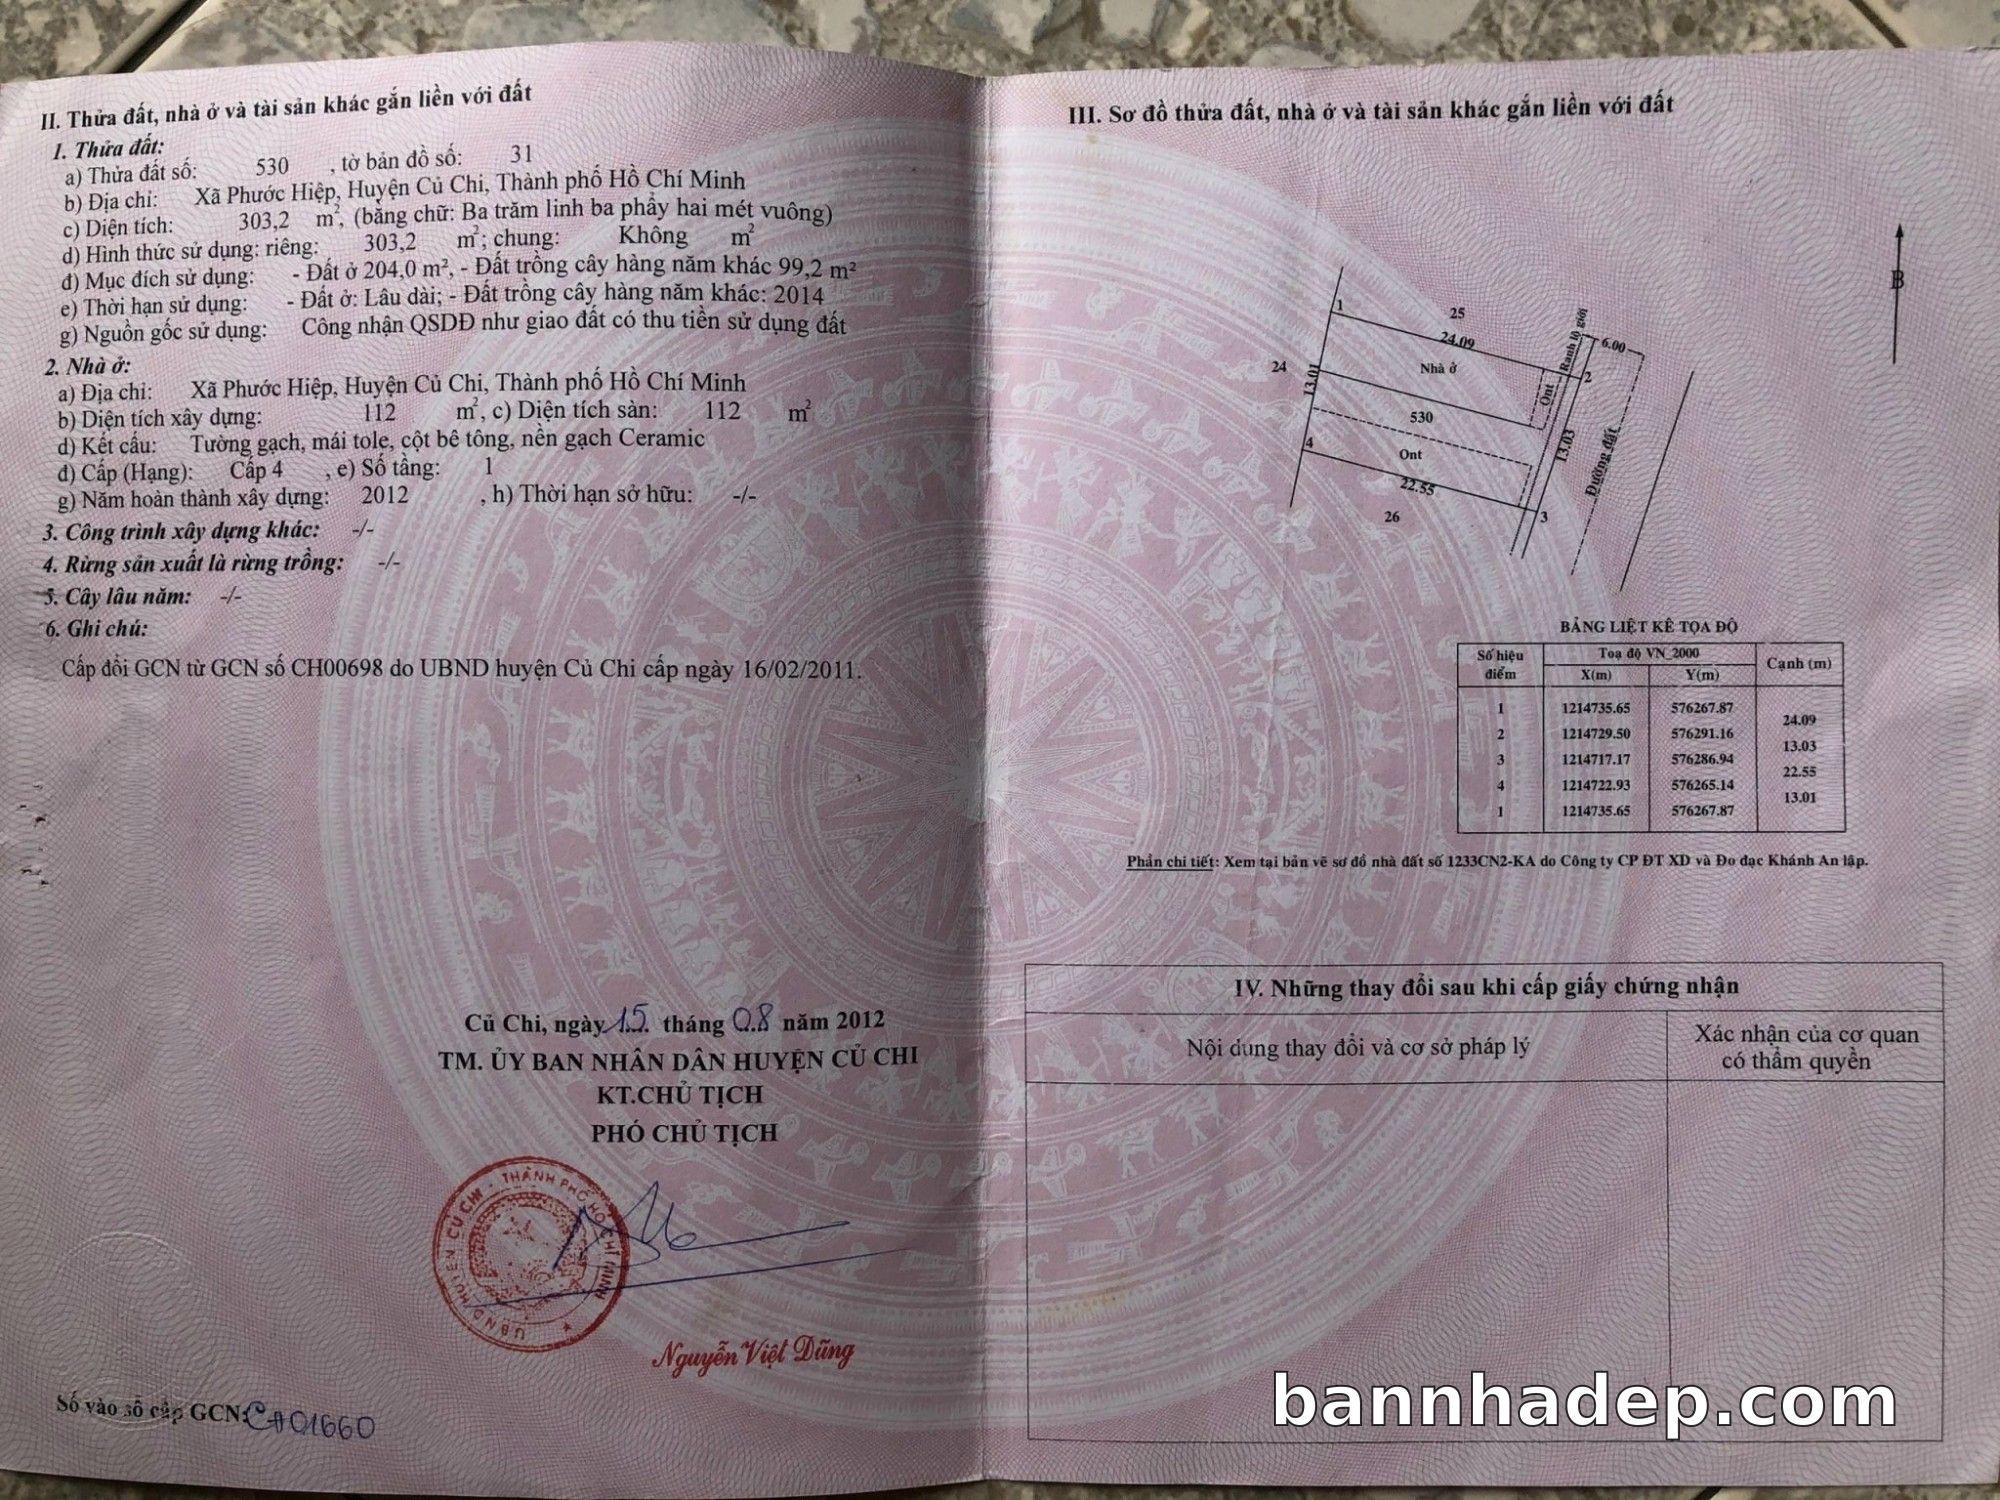 II. Thửa đất, nhà ở và tài sản khác gắn liền với đất
1. Thửa đất:
a) Thửa đất số: 530 , tờ bản đồ số: 31
b) Địa chỉ: Xã Phước Hiệp, Huyện Củ Chi, Thành phố Hồ Chí Minh
c) Diện tích: 303,2 m², (bằng chữ: Ba trăm linh ba phẩy hai mét vuông)
d) Hình thức sử dụng: riêng: 303,2 m²; chung: Không m²
đ) Mục đích sử dụng: - Đất ở 204,0 m², - Đất trồng cây hàng năm khác 99,2 m²
e) Thời hạn sử dụng: - Đất ở: Lâu dài; - Đất trồng cây hàng năm khác: 2014
g) Nguồn gốc sử dụng: Công nhận QSDĐ như giao đất có thu tiền sử dụng đất
2. Nhà ở:
a) Địa chỉ: Xã Phước Hiệp, Huyện Củ Chi, Thành phố Hồ Chí Minh
b) Diện tích xây dựng: 112 m², c) Diện tích sàn: 112 m²
d) Kết cấu: Tường gạch, mái tole, cột bê tông, nền gạch Ceramic
đ) Cấp (Hạng): Cấp 4 , e) Số tầng: 1
g) Năm hoàn thành xây dựng: 2012 , h) Thời hạn sở hữu: -/-
3. Công trình xây dựng khác: -/-
4. Rừng sản xuất là rừng trồng: -/-
5. Cây lâu năm: -/-
6. Ghi chú:
Cấp đổi GCN từ GCN số CH00698 do UBND huyện Củ Chi cấp ngày 16/02/2011.
Củ Chi, ngày 15 tháng 08 năm 2012
TM. ỦY BAN NHÂN DÂN HUYỆN CỦ CHI
KT.CHỦ TỊCH
PHÓ CHỦ TỊCH
UBND HUYỆN CỦ CHI - THÀNH PHỐ HỒ CHÍ MINH
Nguyễn Việt Dũng
Số vào sổ cấp GCN: CH01660
III. Sơ đồ thửa đất, nhà ở và tài sản khác gắn liền với đất
B
1
25
24.09
Ranh lộ giới
6.00
24
13.01
Nhà ở
Ont
2
530
4
Ont
13.03
Đường đất
22.55
3
26
BẢNG LIỆT KÊ TỌA ĐỘ
Số hiệu điểm Toạ độ VN_2000 Cạnh (m)
X(m) Y(m)
1 1214735.65 576267.87
24.09
2 1214729.50 576291.16
13.03
3 1214717.17 576286.94
22.55
4 1214722.93 576265.14
13.01
1 1214735.65 576267.87
Phần chi tiết: Xem tại bản vẽ sơ đồ nhà đất số 1233CN2-KA do Công ty CP ĐT XD và Đo đạc Khánh An lập.
IV. Những thay đổi sau khi cấp giấy chứng nhận
Nội dung thay đổi và cơ sở pháp lý
Xác nhận của cơ quan
có thẩm quyền
bannhadep.com